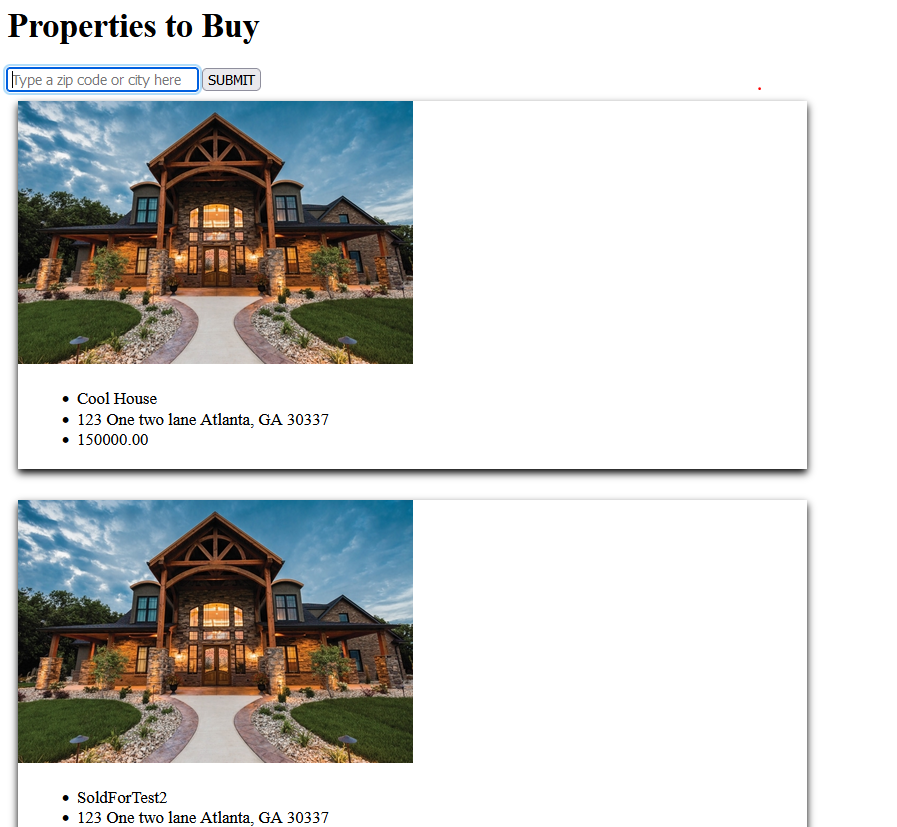 Properties to Buy
Type a zip code or city here SUBMIT
Cool House
123 One two lane Atlanta, GA 30337
150000.00
SoldForTest2
123 One two lane Atlanta, GA 30337